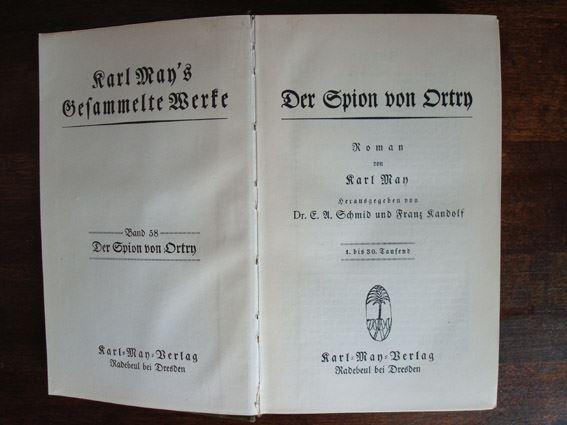 Karl May's
Gesammelte Werke
Band 58
Der Spion von Ortry
Karl=May=Verlag
Radebeul bei Dresden
Der Spion von Ortry
Roman
von
Karl May
Herausgegeben von
Dr. E. A. Schmid und Franz Kandolf
1. bis 30. Tausend
Karl=May=Verlag
Radebeul bei Dresden